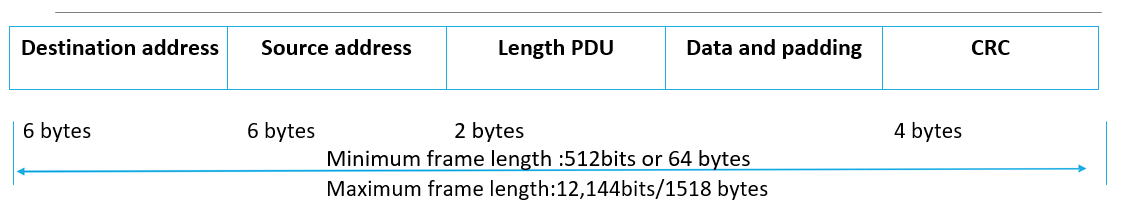 Destination address Source address Length PDU Data and padding CRC
6 bytes 6 bytes 2 bytes 4 bytes
Minimum frame length :512bits or 64 bytes
Maximum frame length:12,144bits/1518 bytes